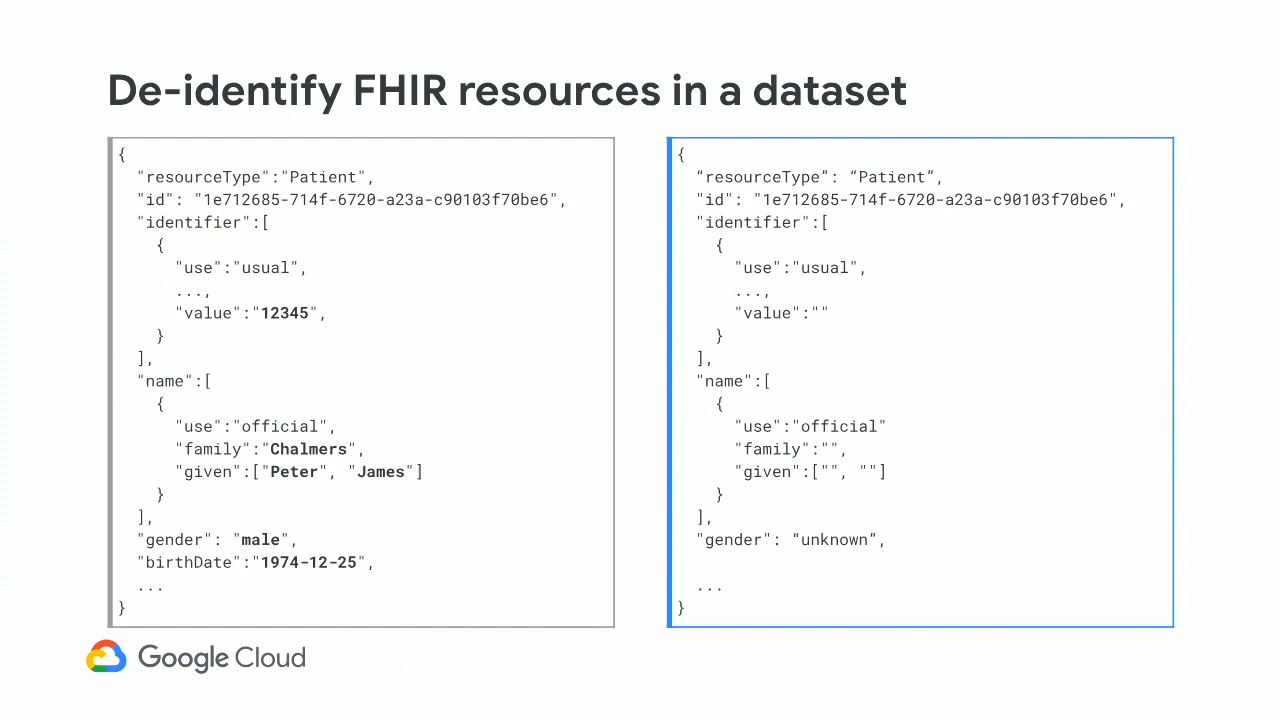 De-identify FHIR resources in a dataset
{
"resourceType":"Patient",
"id": "1e712685-714f-6720-a23a-c90103f70be6",
"identifier":[
{
"use":"usual",
...,
"value":"12345",
}
],
"name":[
{
"use":"official",
"family":"Chalmers",
"given":["Peter", "James"]
}
],
"gender": "male",
"birthDate":"1974-12-25",
...
}
{
“resourceType”: “Patient”,
"id": "1e712685-714f-6720-a23a-c90103f70be6",
"identifier":[
{
"use":"usual",
...,
"value":""
}
],
"name":[
{
"use":"official"
"family":"",
"given":["", ""]
}
],
"gender": “unknown”,
...
}
Google Cloud